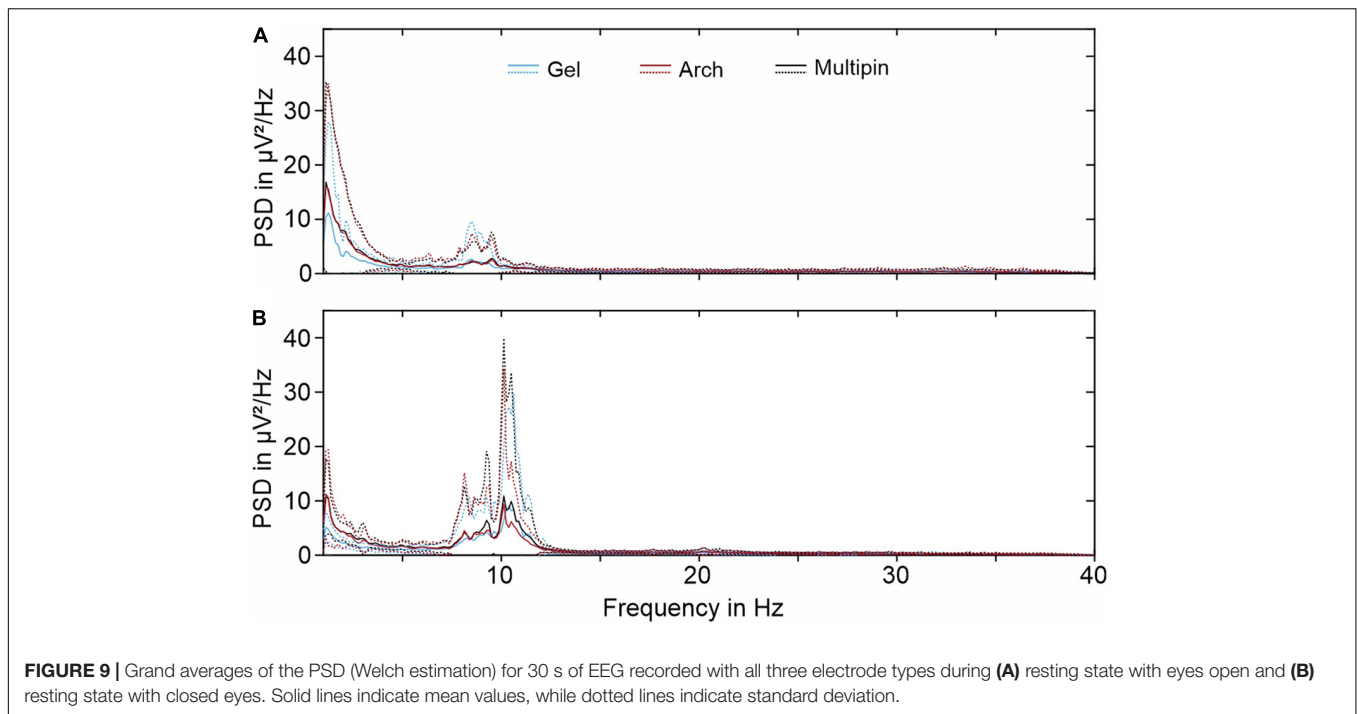 A
40
30
20
10
0
PSD in µV²/Hz
Gel Arch Multipin
B
40
30
20
10
0
PSD in µV²/Hz
10 20 30 40
Frequency in Hz
FIGURE 9 | Grand averages of the PSD (Welch estimation) for 30 s of EEG recorded with all three electrode types during (A) resting state with eyes open and (B)
resting state with closed eyes. Solid lines indicate mean values, while dotted lines indicate standard deviation.